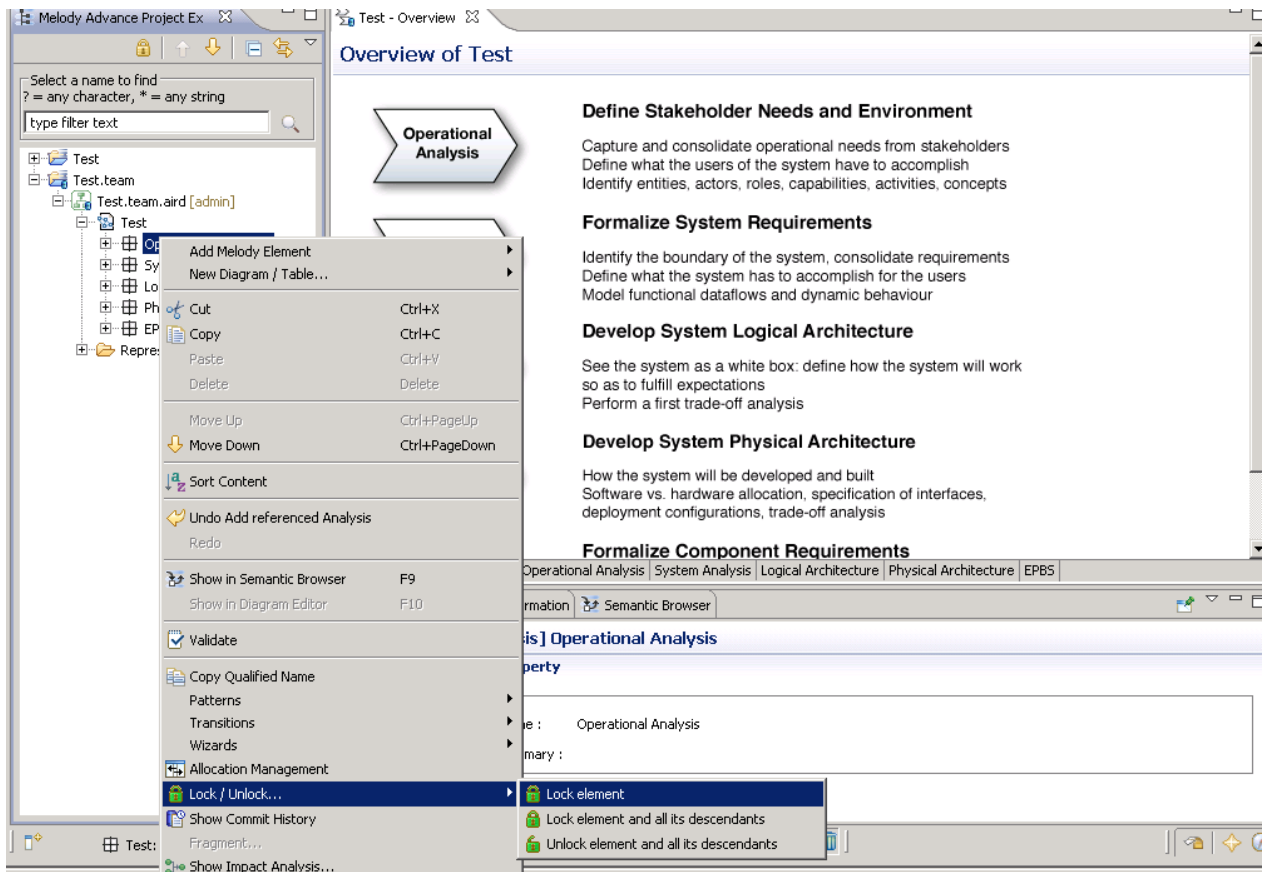 Melody Advance Project Ex
Select a name to find
? = any character, * = any string
type filter text
Test
Test.team
Test.team.aird [admin]
Test
Op
Sy
Lo
Ph
EP
Repre
Test:
Test - Overview
Overview of Test
Operational
Analysis
Define Stakeholder Needs and Environment
Capture and consolidate operational needs from stakeholders
Define what the users of the system have to accomplish
Identify entities, actors, roles, capabilities, activities, concepts
Formalize System Requirements
Identify the boundary of the system, consolidate requirements
Define what the system has to accomplish for the users
Model functional dataflows and dynamic behaviour
Develop System Logical Architecture
See the system as a white box: define how the system will work
so as to fulfill expectations
Perform a first trade-off analysis
Develop System Physical Architecture
How the system will be developed and built
Software vs. hardware allocation, specification of interfaces,
deployment configurations, trade-off analysis
Formalize Component Requirements
Operational Analysis System Analysis Logical Architecture Physical Architecture EPBS
rmation Semantic Browser
is] Operational Analysis
perty
e : Operational Analysis
mary :
Add Melody Element
New Diagram / Table...
Cut Ctrl+X
Copy Ctrl+C
Paste Ctrl+V
Delete Delete
Move Up Ctrl+PageUp
Move Down Ctrl+PageDown
Sort Content
Undo Add referenced Analysis
Redo
Show in Semantic Browser F9
Show in Diagram Editor F10
Validate
Copy Qualified Name
Patterns
Transitions
Wizards
Allocation Management
Lock / Unlock...
Show Commit History
Fragment...
Show Impact Analysis...
Lock element
Lock element and all its descendants
Unlock element and all its descendants